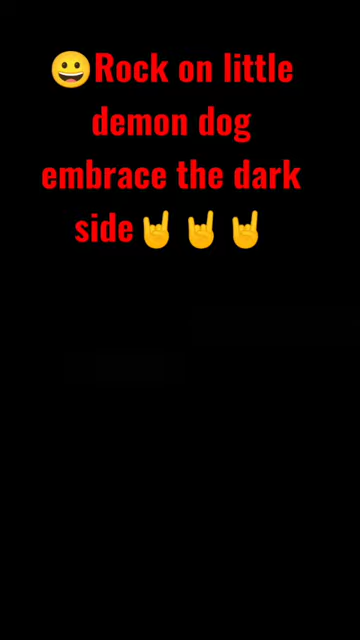 😀Rock on little
demon dog
embrace the dark
side🤘🤘🤘